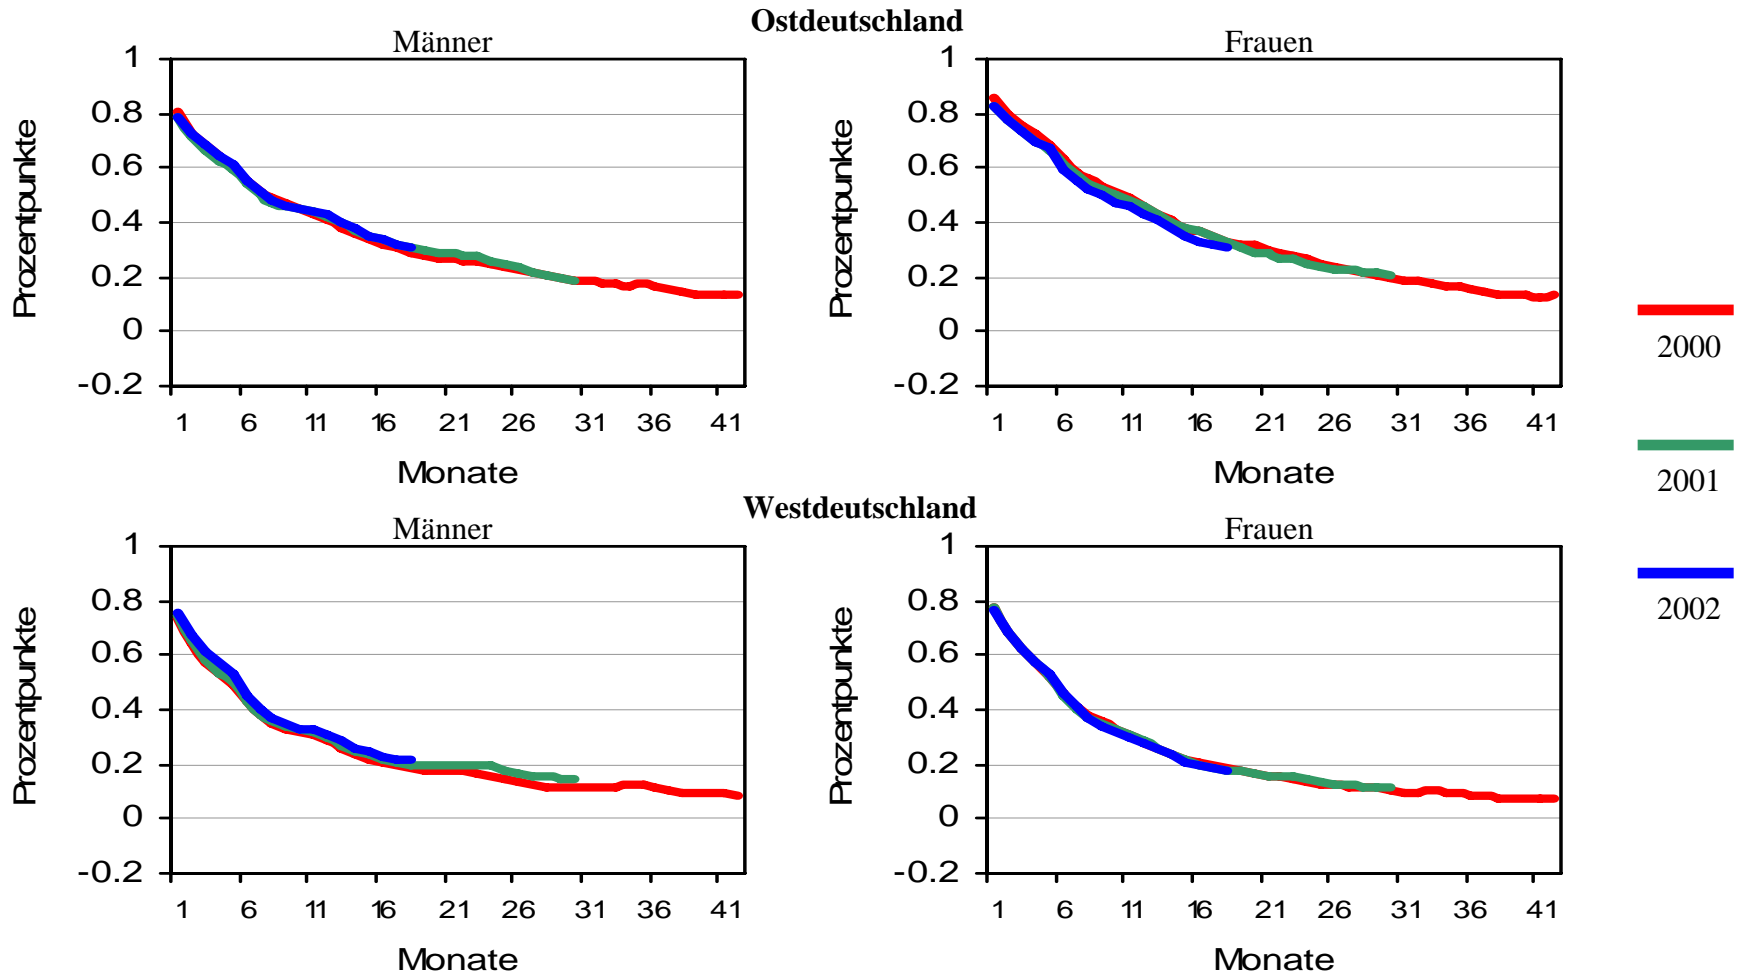 Ostdeutschland
Männer
Frauen
Prozentpunkte
1
0.8
0.6
0.4
0.2
0
-0.2
1 6 11 16 21 26 31 36 41
Monate
Prozentpunkte
1
0.8
0.6
0.4
0.2
0
-0.2
1 6 11 16 21 26 31 36 41
Monate
Westdeutschland
Männer
Frauen
Prozentpunkte
1
0.8
0.6
0.4
0.2
0
-0.2
1 6 11 16 21 26 31 36 41
Monate
Prozentpunkte
1
0.8
0.6
0.4
0.2
0
-0.2
1 6 11 16 21 26 31 36 41
Monate
2000
2001
2002